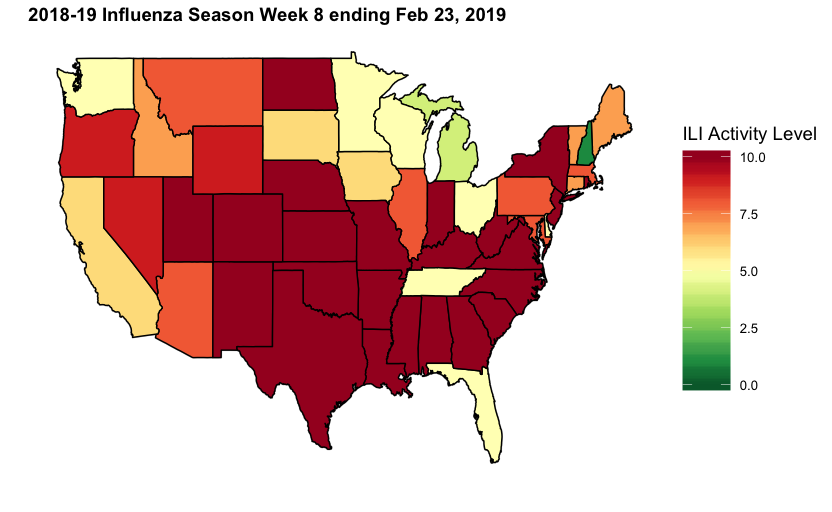 2018-19 Influenza Season Week 8 ending Feb 23, 2019
ILI Activity Level
10.0
7.5
5.0
2.5
0.0